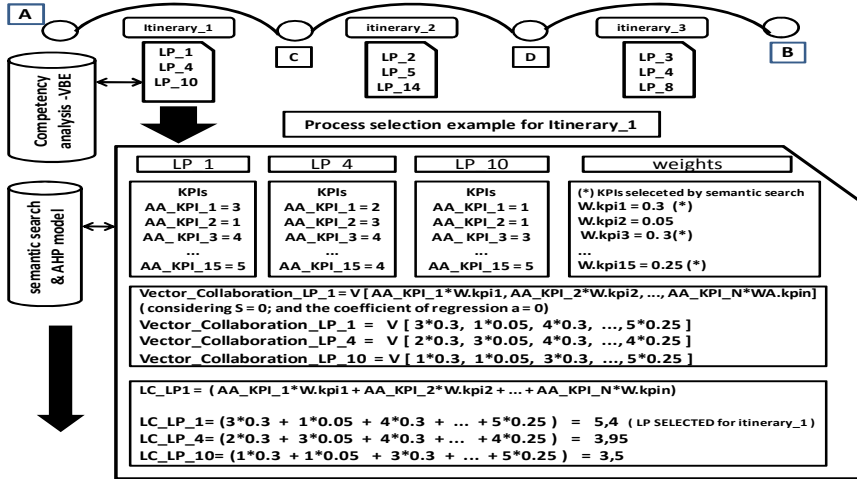 A
Itinerary_1
itinerary_2
itinerary_3
C
D
B
LP_1
LP_4
LP_10
LP_2
LP_5
LP_14
LP_3
LP_4
LP_8
Competency
analysis -VBE
Process selection example for Itinerary_1
LP_1
LP_4
LP_10
weights
KPIs
AA_KPI_1 = 3
AA_KPI_2 = 1
AA_KPI_3 = 4
...
AA_KPI_15 = 5
KPIs
AA_KPI_1 = 2
AA_KPI_2 = 3
AA_KPI_3 = 4
...
AA_KPI_15 = 4
KPIs
AA_KPI_1 = 1
AA_KPI_2 = 1
AA_KPI_3 = 3
...
AA_KPI_15 = 5
(*) KPIs seleceted by semantic search
W.kpi1 = 0.3 (*)
W.kpi2 = 0.05
W.kpi3 = 0. 3(*)
...
W.kpi15 = 0.25 (*)
semantic search
& AHP model
Vector_Collaboration_LP_1 = V [ AA_KPI_1*W.kpi1, AA_KPI_2*W.kpi2, ..., AA_KPI_N*WA.kpin]
( considering S = 0; and the coefficient of regression a = 0)
Vector_Collaboration_LP_1 = V [ 3*0.3, 1*0.05, 4*0.3, ..., 5*0.25 ]
Vector_Collaboration_LP_4 = V [ 2*0.3, 3*0.05, 4*0.3, ..., 4*0.25 ]
Vector_Collaboration_LP_10 = V [ 1*0.3, 1*0.05, 3*0.3, ..., 5*0.25 ]
LC_LP1 = ( AA_KPI_1*W.kpi1 + AA_KPI_2*W.kpi2 + ... + AA_KPI_N*W.kpin)
LC_LP_1= (3*0.3 + 1*0.05 + 4*0.3 + ... + 5*0.25 ) = 5,4 ( LP SELECTED for itinerary_1 )
LC_LP_4= (2*0.3 + 3*0.05 + 4*0.3 + ... + 4*0.25 ) = 3,95
LC_LP_10= (1*0.3 + 1*0.05 + 3*0.3 + ... + 5*0.25 ) = 3,5